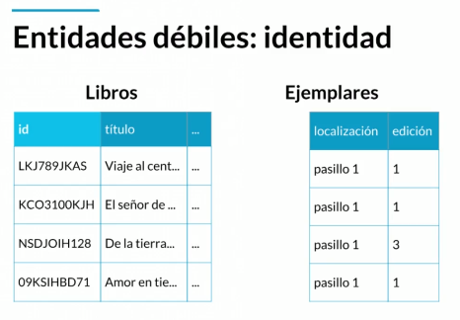 Entidades débiles: identidad
Libros
id título ...
LKJ789JKAS Viaje al cent... ...
KCO3100KJH El señor de ... ...
NSDJOIH128 De la tierra... ...
09KSIHBD71 Amor en tie... ...
Ejemplares
localización edición
pasillo 1 1
pasillo 1 1
pasillo 1 3
pasillo 1 1